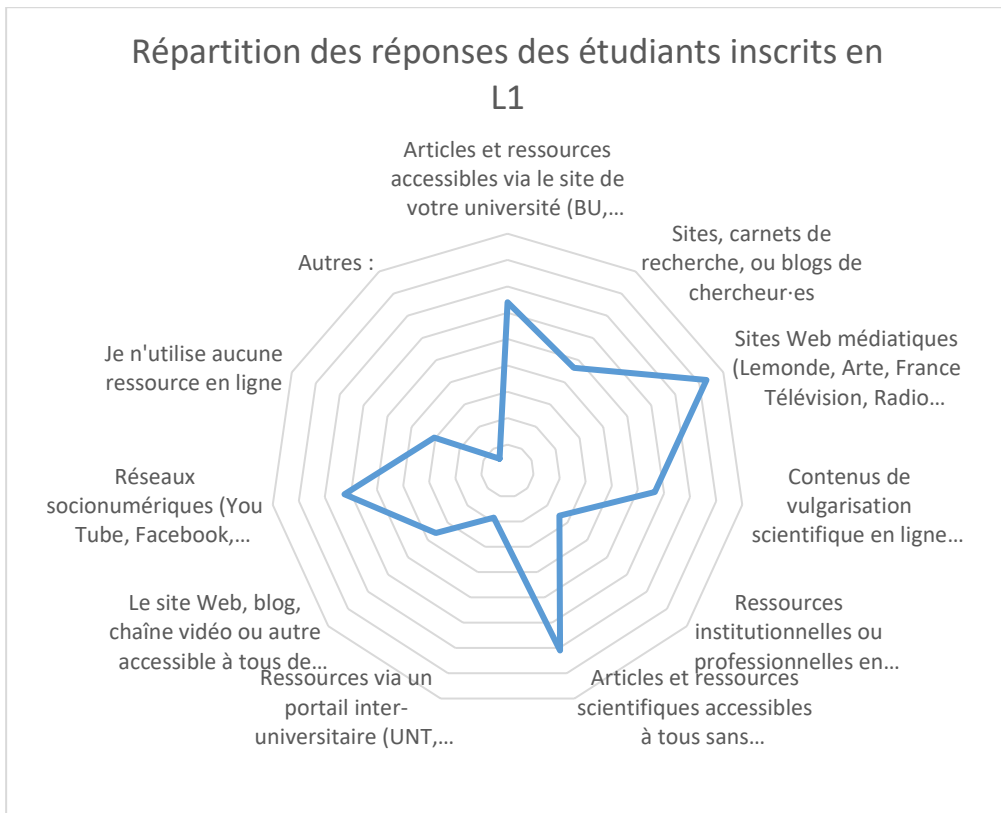 Répartition des réponses des étudiants inscrits en
L1
Articles et ressources
accessibles via le site de
votre université (BU,...
Sites, carnets de
recherche, ou blogs de
chercheur·es
Sites Web médiatiques
(Lemonde, Arte, France
Télévision, Radio...
Contenus de
vulgarisation
scientifique en ligne...
Ressources
institutionnelles ou
professionnelles en...
Articles et ressources
scientifiques accessibles
à tous sans...
Ressources via un
portail inter-
universitaire (UNT,...
Le site Web, blog,
chaîne vidéo ou autre
accessible à tous de...
Réseaux
socionumériques (You
Tube, Facebook,...
Je n'utilise aucune
ressource en ligne
Autres :